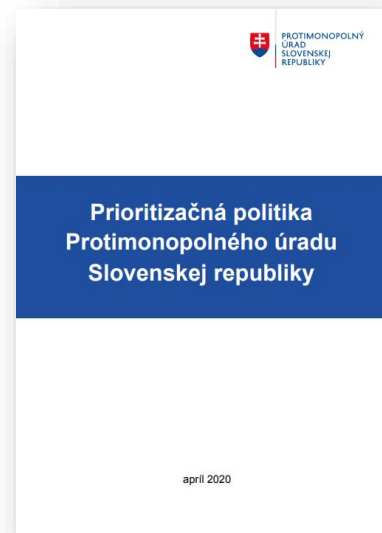 PROTIMONOPOLNÝ
ÚRAD
SLOVENSKEJ
REPUBLIKY
Prioritizačná politika
Protimonopolného úradu
Slovenskej republiky
apríl 2020